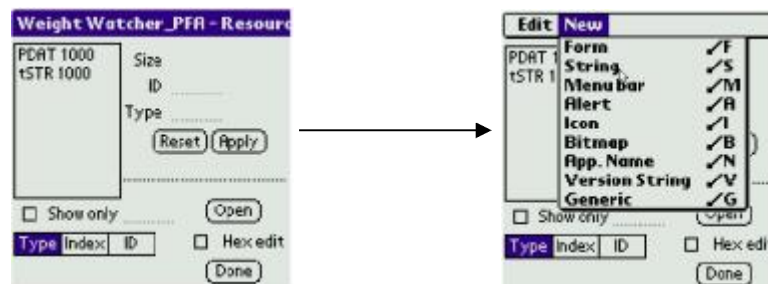 Weight Watcher_PFA - Resourc
PDAT 1000
tSTR 1000
Size
ID
Type
Reset Apply
Show only
Open
Type Index ID
Hex edit
Done
Edit New
PDAT 1
tSTR 1
Form /F
String /S
Menu bar /M
Alert /A
Icon /I
Bitmap /B
App. Name /N
Version String /V
Generic /G
Show only
Open
Type Index ID
Hex edi
Done